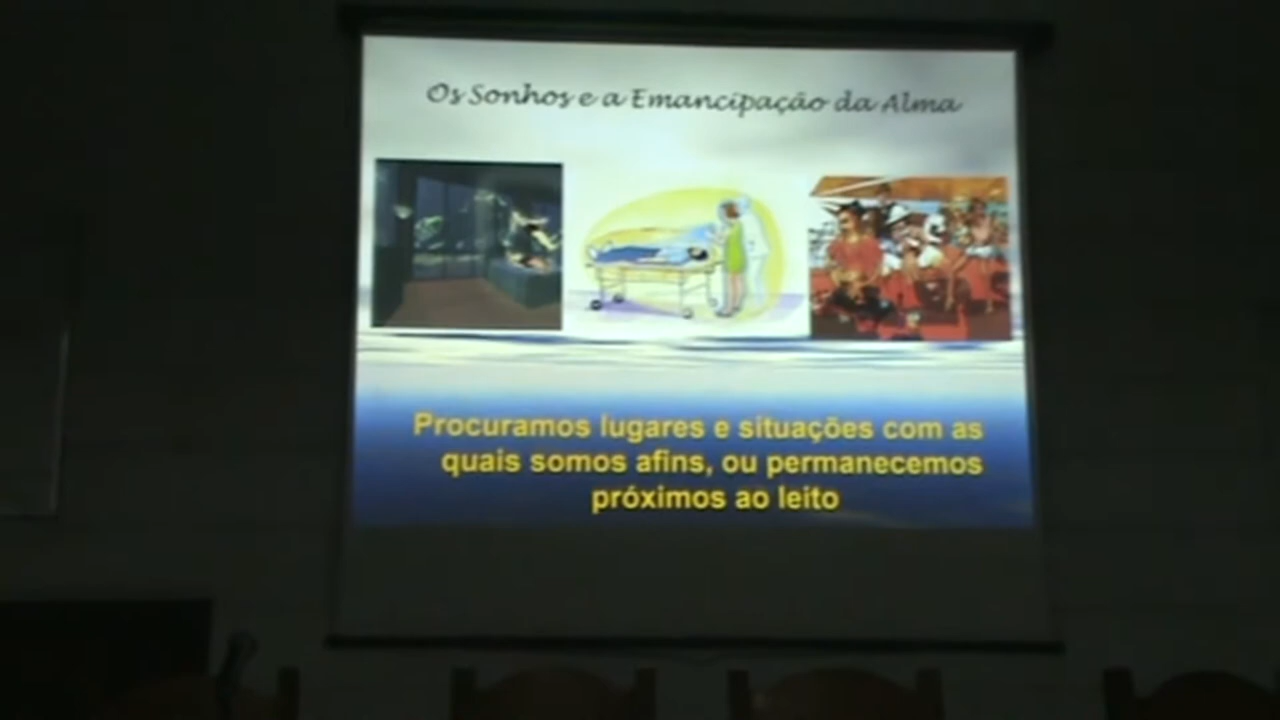 Os Sonhos e a Emancipação da Alma
Procuramos lugares e situações com as
quais somos afins, ou permanecemos
próximos ao leito